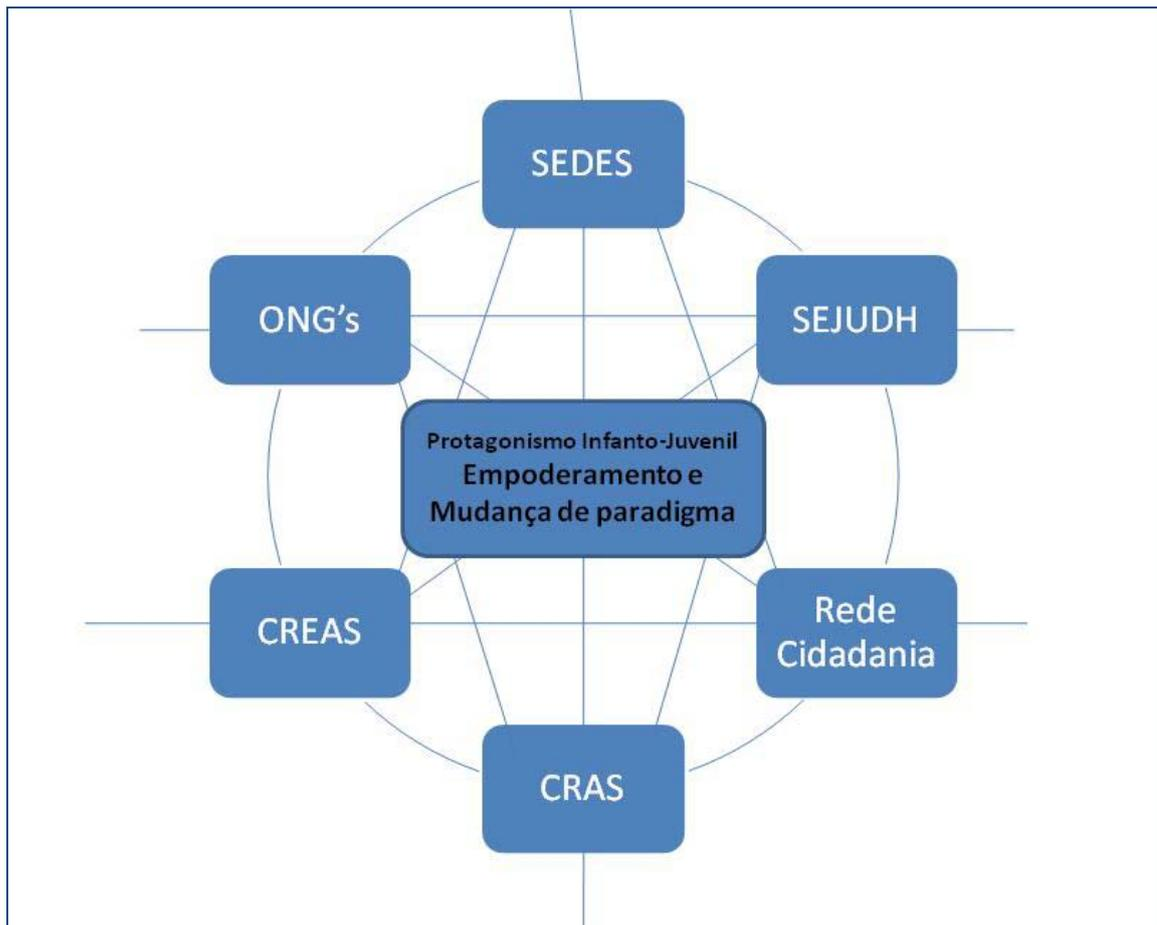 SEDES
ONG’s
SEJUDH
Protagonismo Infanto-Juvenil
Empoderamento e
Mudança de paradigma
CREAS
Rede
Cidadania
CRAS